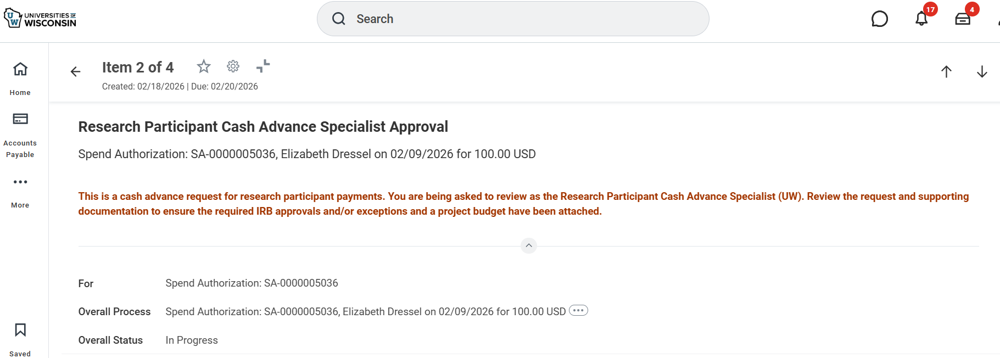 UNIVERSITIES OF
WISCONSIN
Search
17
4
Item 2 of 4
Created: 02/18/2026 | Due: 02/20/2026
Home
Accounts
Payable
More
Saved
Research Participant Cash Advance Specialist Approval
Spend Authorization: SA-0000005036, Elizabeth Dressel on 02/09/2026 for 100.00 USD
This is a cash advance request for research participant payments. You are being asked to review as the Research Participant Cash Advance Specialist (UW). Review the request and supporting
documentation to ensure the required IRB approvals and/or exceptions and a project budget have been attached.
For Spend Authorization: SA-0000005036
Overall Process Spend Authorization: SA-0000005036, Elizabeth Dressel on 02/09/2026 for 100.00 USD
Overall Status In Progress